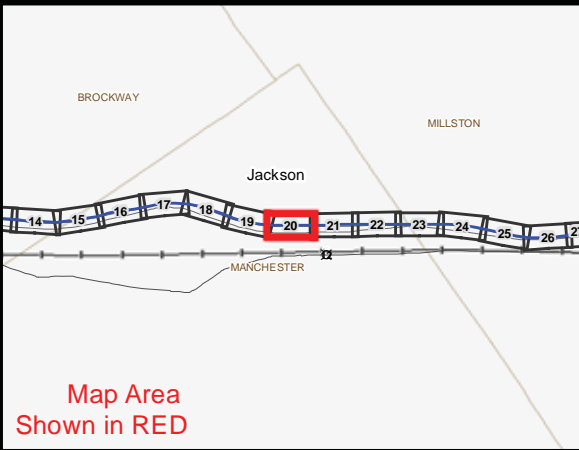 BROCKWAY
MILLSTON
Jackson
14 15 16 17 18 19 20 21 22 23 24 25 26 27
MANCHESTER
Map Area
Shown in RED